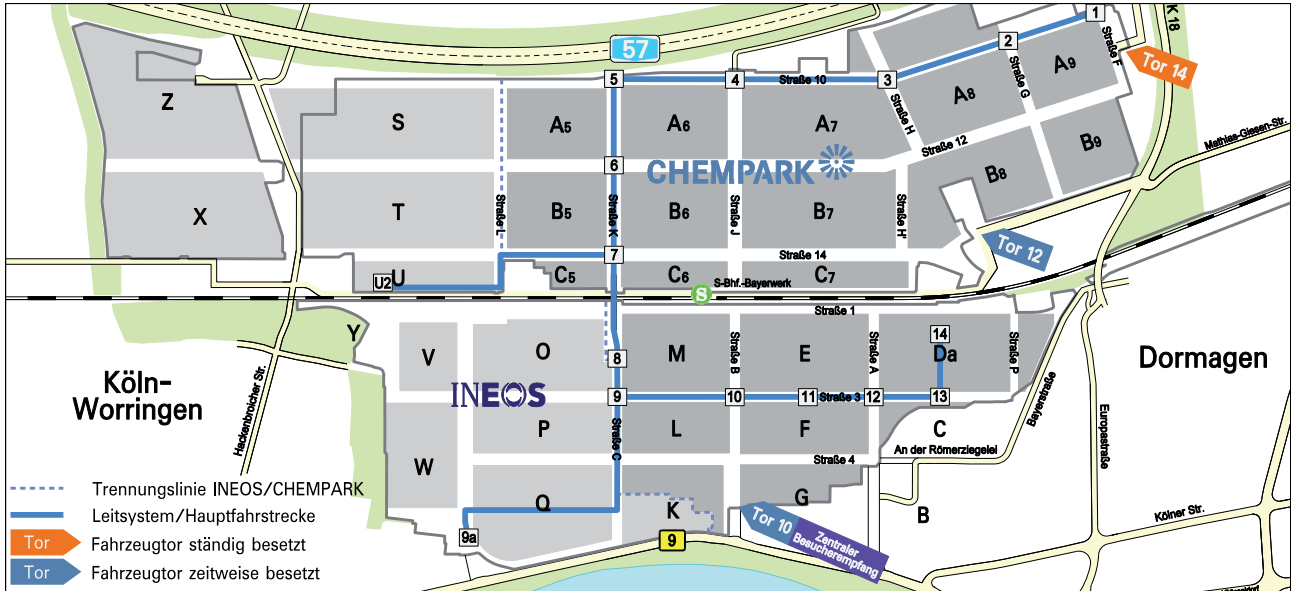 57
K 18
1
2
3
4
5
6
7
8
9
9a
10
11
12
13
14
U2
Straße F
Straße G
Straße H
Straße 10
Straße 12
Tor 14
Mathias-Giesen-Str.
Z
S
A5
A6
A7
A8
A9
CHEMPARK
X
T
B5
B6
B7
B8
B9
Straße L
Straße K
Straße J
Straße H
Straße 14
Tor 12
U
C5
C6
C7
S
S-Bhf.-Bayerwerk
Straße 1
Y
V
O
M
E
Da
Straße B
Straße A
Straße P
Köln-
Worringen
Hackenbroicher Str.
INEOS
Dormagen
Straße 3
W
P
L
F
C
Straße C
Straße 4
An der Römerziegelei
Bayerstraße
Europastraße
Q
K
G
B
Kölner Str.
9
Tor 10
Zentraler
Besucherempfang
Trennungslinie INEOS/CHEMPARK
Leitsystem/Hauptfahrstrecke
Tor Fahrzeugtor ständig besetzt
Tor Fahrzeugtor zeitweise besetzt